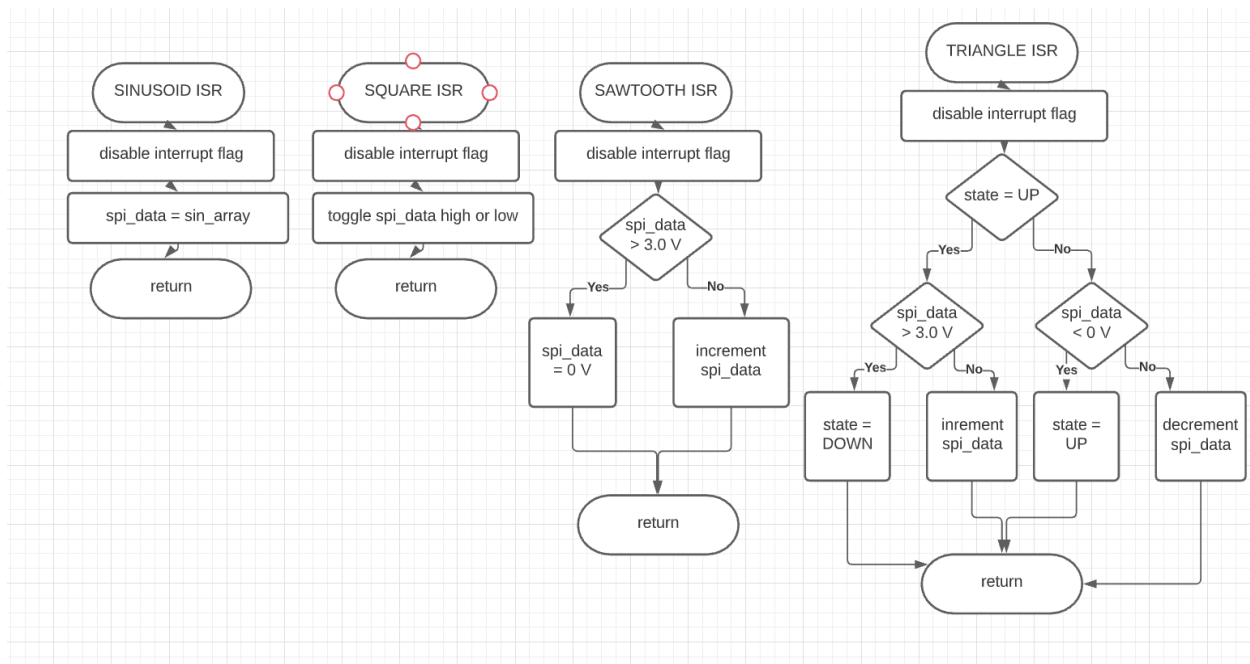 SINUSOID ISR
disable interrupt flag
spi_data = sin_array
return
SQUARE ISR
disable interrupt flag
toggle spi_data high or low
return
SAWTOOTH ISR
disable interrupt flag
spi_data
> 3.0 V
Yes
No
spi_data
= 0 V
increment
spi_data
return
TRIANGLE ISR
disable interrupt flag
state = UP
Yes
No
spi_data
> 3.0 V
spi_data
< 0 V
Yes
No
Yes
No
state =
DOWN
inrement
spi_data
state =
UP
decrement
spi_data
return